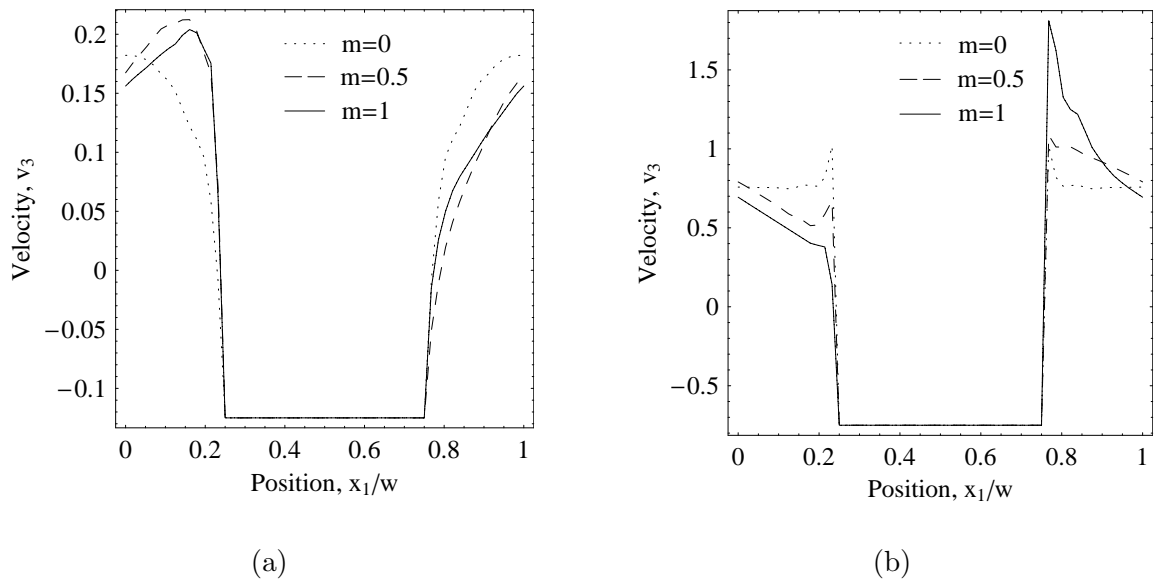 0.2
0.15
0.1
0.05
0
−0.05
−0.1
Velocity, v3
m=0
m=0.5
m=1
0 0.2 0.4 0.6 0.8 1
Position, x1/w
(a)
1.5
1
0.5
0
−0.5
Velocity, v3
m=0
m=0.5
m=1
0 0.2 0.4 0.6 0.8 1
Position, x1/w
(b)